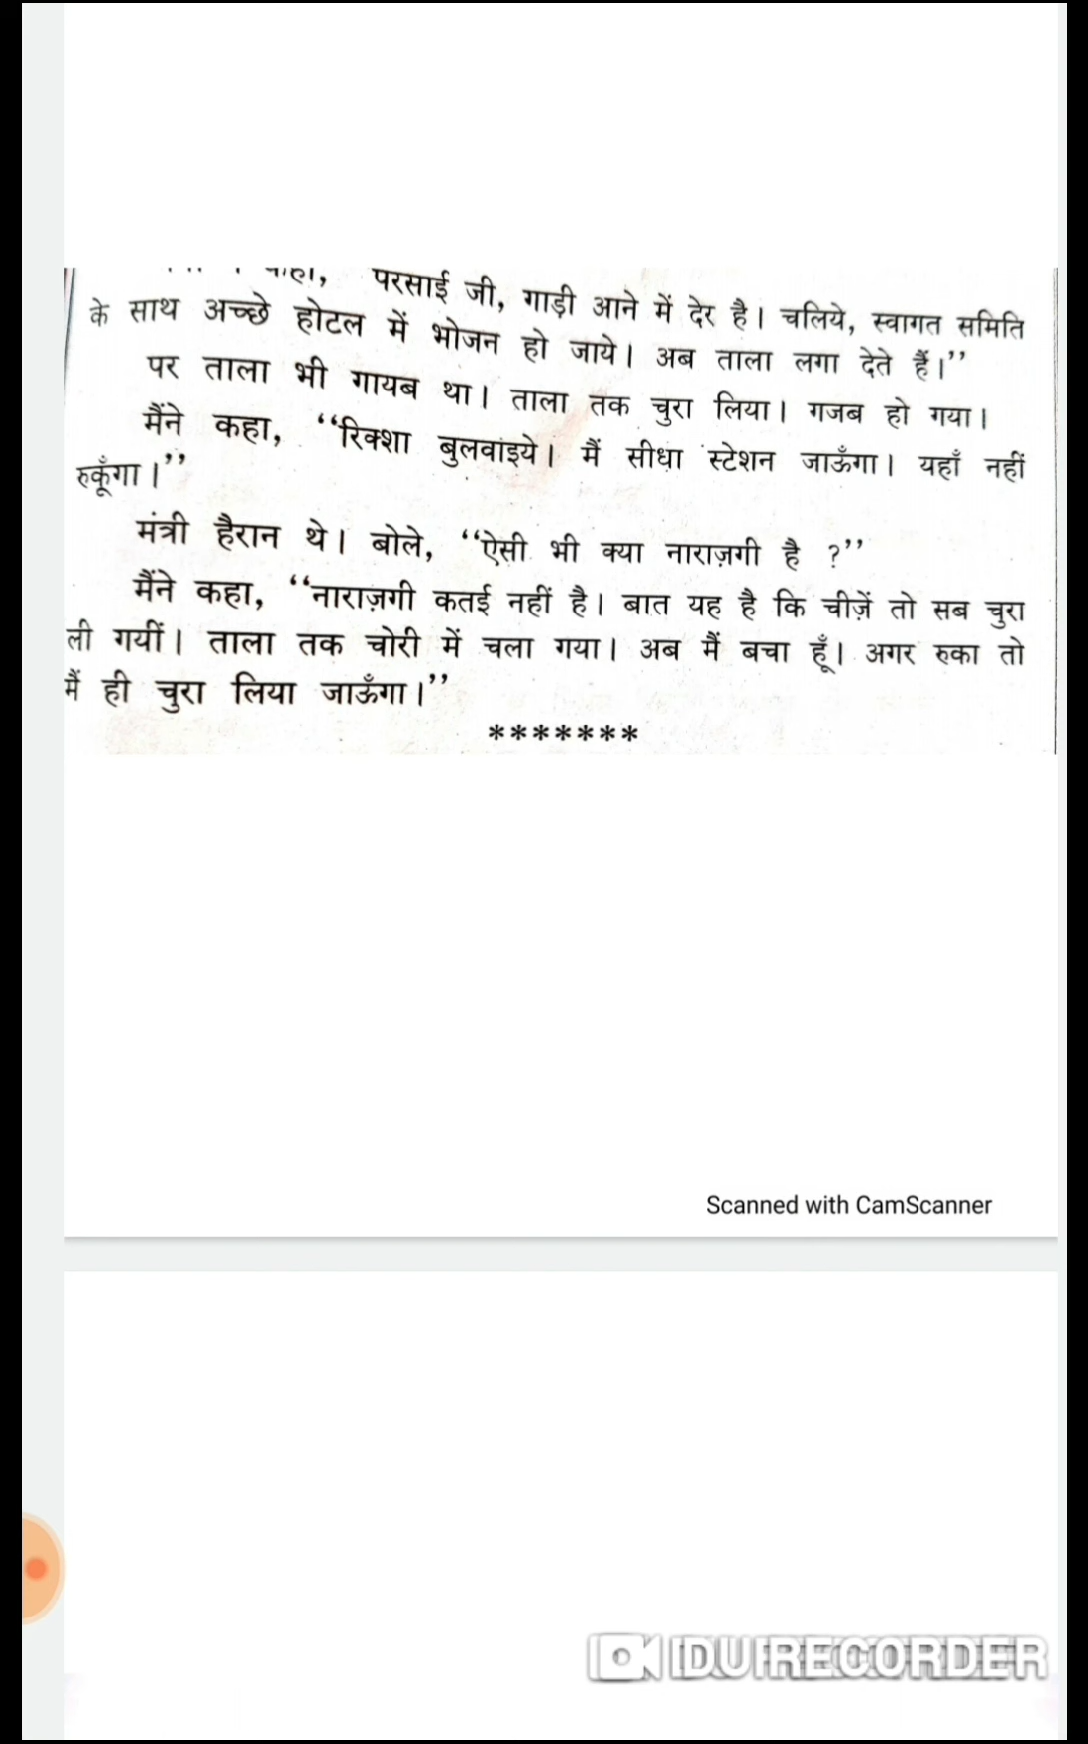 परसाई जी, गाड़ी आने में देर है। चलिये, स्वागत समिति
के साथ अच्छे होटल में भोजन हो जाये। अब ताला लगा देते हैं।’’
पर ताला भी गायब था। ताला तक चुरा लिया। गजब हो गया।
मैंने कहा, ‘‘रिक्शा बुलवाइये। मैं सीधा स्टेशन जाऊँगा। यहाँ नहीं
रुकूँगा।’’
मंत्री हैरान थे। बोले, ‘‘ऐसी भी क्या नाराज़गी है ?’’
मैंने कहा, ‘‘नाराज़गी कतई नहीं है। बात यह है कि चीज़ें तो सब चुरा
ली गयीं। ताला तक चोरी में चला गया। अब मैं बचा हूँ। अगर रुका तो
मैं ही चुरा लिया जाऊँगा।’’
*******
Scanned with CamScanner
DU RECORDER